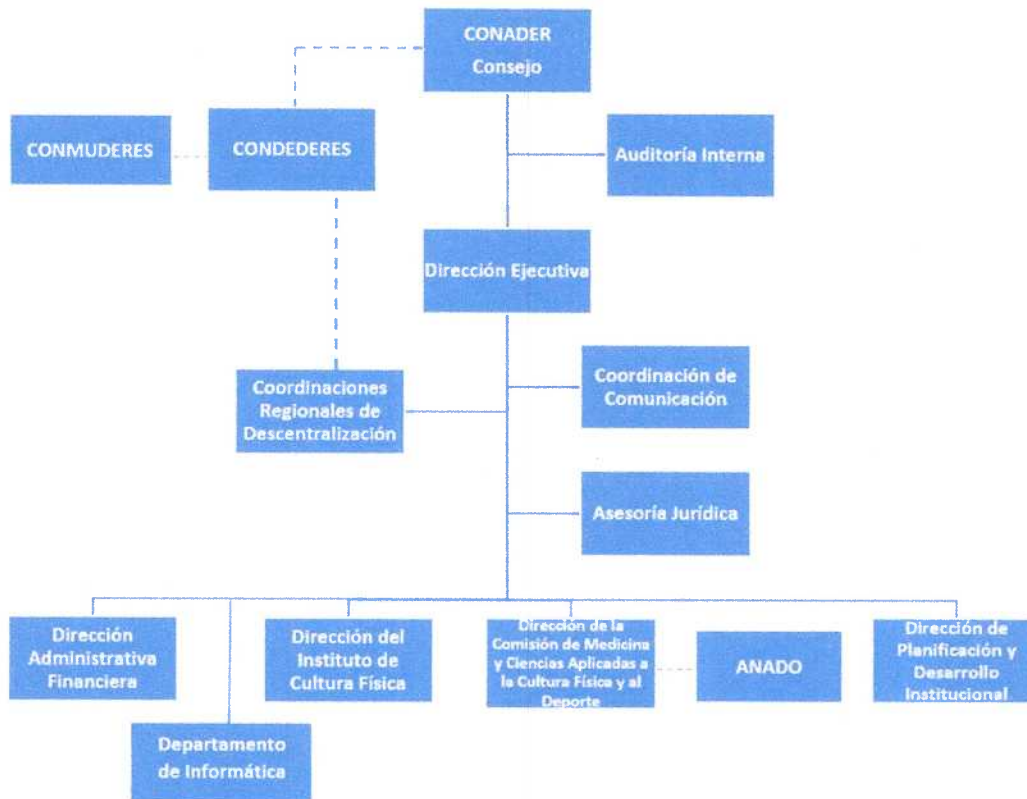 CONADER
Consejo
CONMUDERES
CONDEDERES
Auditoría Interna
Dirección Ejecutiva
Coordinaciones
Regionales de
Descentralización
Coordinación de
Comunicación
Asesoría Jurídica
Dirección
Administrativa
Financiera
Dirección del
Instituto de
Cultura Física
Dirección de la
Comisión de Medicina
y Ciencias Aplicadas a
la Cultura Física y al
Deporte
ANADO
Dirección de
Planificación y
Desarrollo
Institucional
Departamento
de Informática